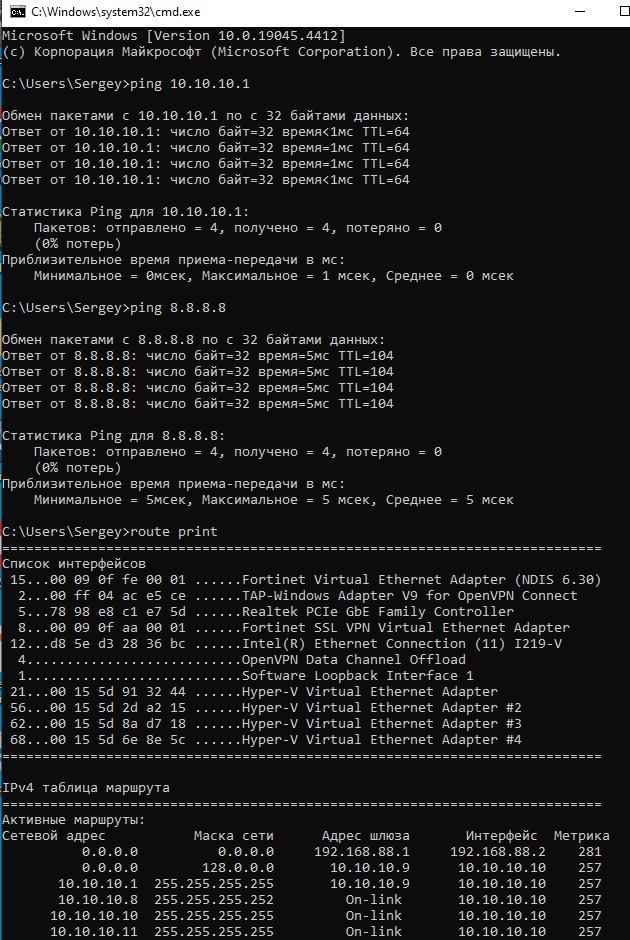 C:\Windows\system32\cmd.exe
Microsoft Windows [Version 10.0.19045.4412]
(c) Корпорация Майкрософт (Microsoft Corporation). Все права защищены.
C:\Users\Sergey>ping 10.10.10.1
Обмен пакетами с 10.10.10.1 по с 32 байтами данных:
Ответ от 10.10.10.1: число байт=32 время<1мс TTL=64
Ответ от 10.10.10.1: число байт=32 время=1мс TTL=64
Ответ от 10.10.10.1: число байт=32 время=1мс TTL=64
Ответ от 10.10.10.1: число байт=32 время<1мс TTL=64
Статистика Ping для 10.10.10.1:
Пакетов: отправлено = 4, получено = 4, потеряно = 0
(0% потерь)
Приблизительное время приема-передачи в мс:
Минимальное = 0мсек, Максимальное = 1 мсек, Среднее = 0 мсек
C:\Users\Sergey>ping 8.8.8.8
Обмен пакетами с 8.8.8.8 по с 32 байтами данных:
Ответ от 8.8.8.8: число байт=32 время=5мс TTL=104
Ответ от 8.8.8.8: число байт=32 время=5мс TTL=104
Ответ от 8.8.8.8: число байт=32 время=5мс TTL=104
Ответ от 8.8.8.8: число байт=32 время=5мс TTL=104
Статистика Ping для 8.8.8.8:
Пакетов: отправлено = 4, получено = 4, потеряно = 0
(0% потерь)
Приблизительное время приема-передачи в мс:
Минимальное = 5мсек, Максимальное = 5 мсек, Среднее = 5 мсек
C:\Users\Sergey>route print
===========================================================================
Список интерфейсов
15...00 09 0f fe 00 01 ......Fortinet Virtual Ethernet Adapter (NDIS 6.30)
2...00 ff 04 ac e5 ce ......TAP-Windows Adapter V9 for OpenVPN Connect
5...78 98 e8 c1 e7 5d ......Realtek PCIe GbE Family Controller
8...00 09 0f aa 00 01 ......Fortinet SSL VPN Virtual Ethernet Adapter
12...d8 5e d3 28 36 bc ......Intel(R) Ethernet Connection (11) I219-V
4...........................OpenVPN Data Channel Offload
1...........................Software Loopback Interface 1
21...00 15 5d 91 32 44 ......Hyper-V Virtual Ethernet Adapter
56...00 15 5d 2d a2 15 ......Hyper-V Virtual Ethernet Adapter #2
62...00 15 5d 8a d7 18 ......Hyper-V Virtual Ethernet Adapter #3
68...00 15 5d 6e 8e 5c ......Hyper-V Virtual Ethernet Adapter #4
===========================================================================
IPv4 таблица маршрута
===========================================================================
Активные маршруты:
Сетевой адрес Маска сети Адрес шлюза Интерфейс Метрика
0.0.0.0 0.0.0.0 192.168.88.1 192.168.88.2 281
0.0.0.0 128.0.0.0 10.10.10.9 10.10.10.10 257
10.10.10.1 255.255.255.255 10.10.10.9 10.10.10.10 257
10.10.10.8 255.255.255.252 On-link 10.10.10.10 257
10.10.10.10 255.255.255.255 On-link 10.10.10.10 257
10.10.10.11 255.255.255.255 On-link 10.10.10.10 257